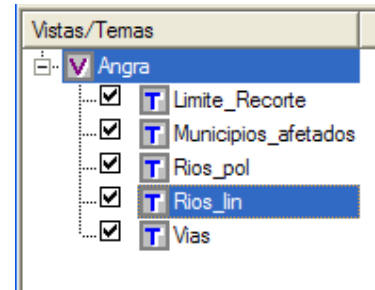 Vistas/Temas
V Angra
T Limite_Recorte
T Municipios_afetados
T Rios_pol
T Rios_lin
T Vias